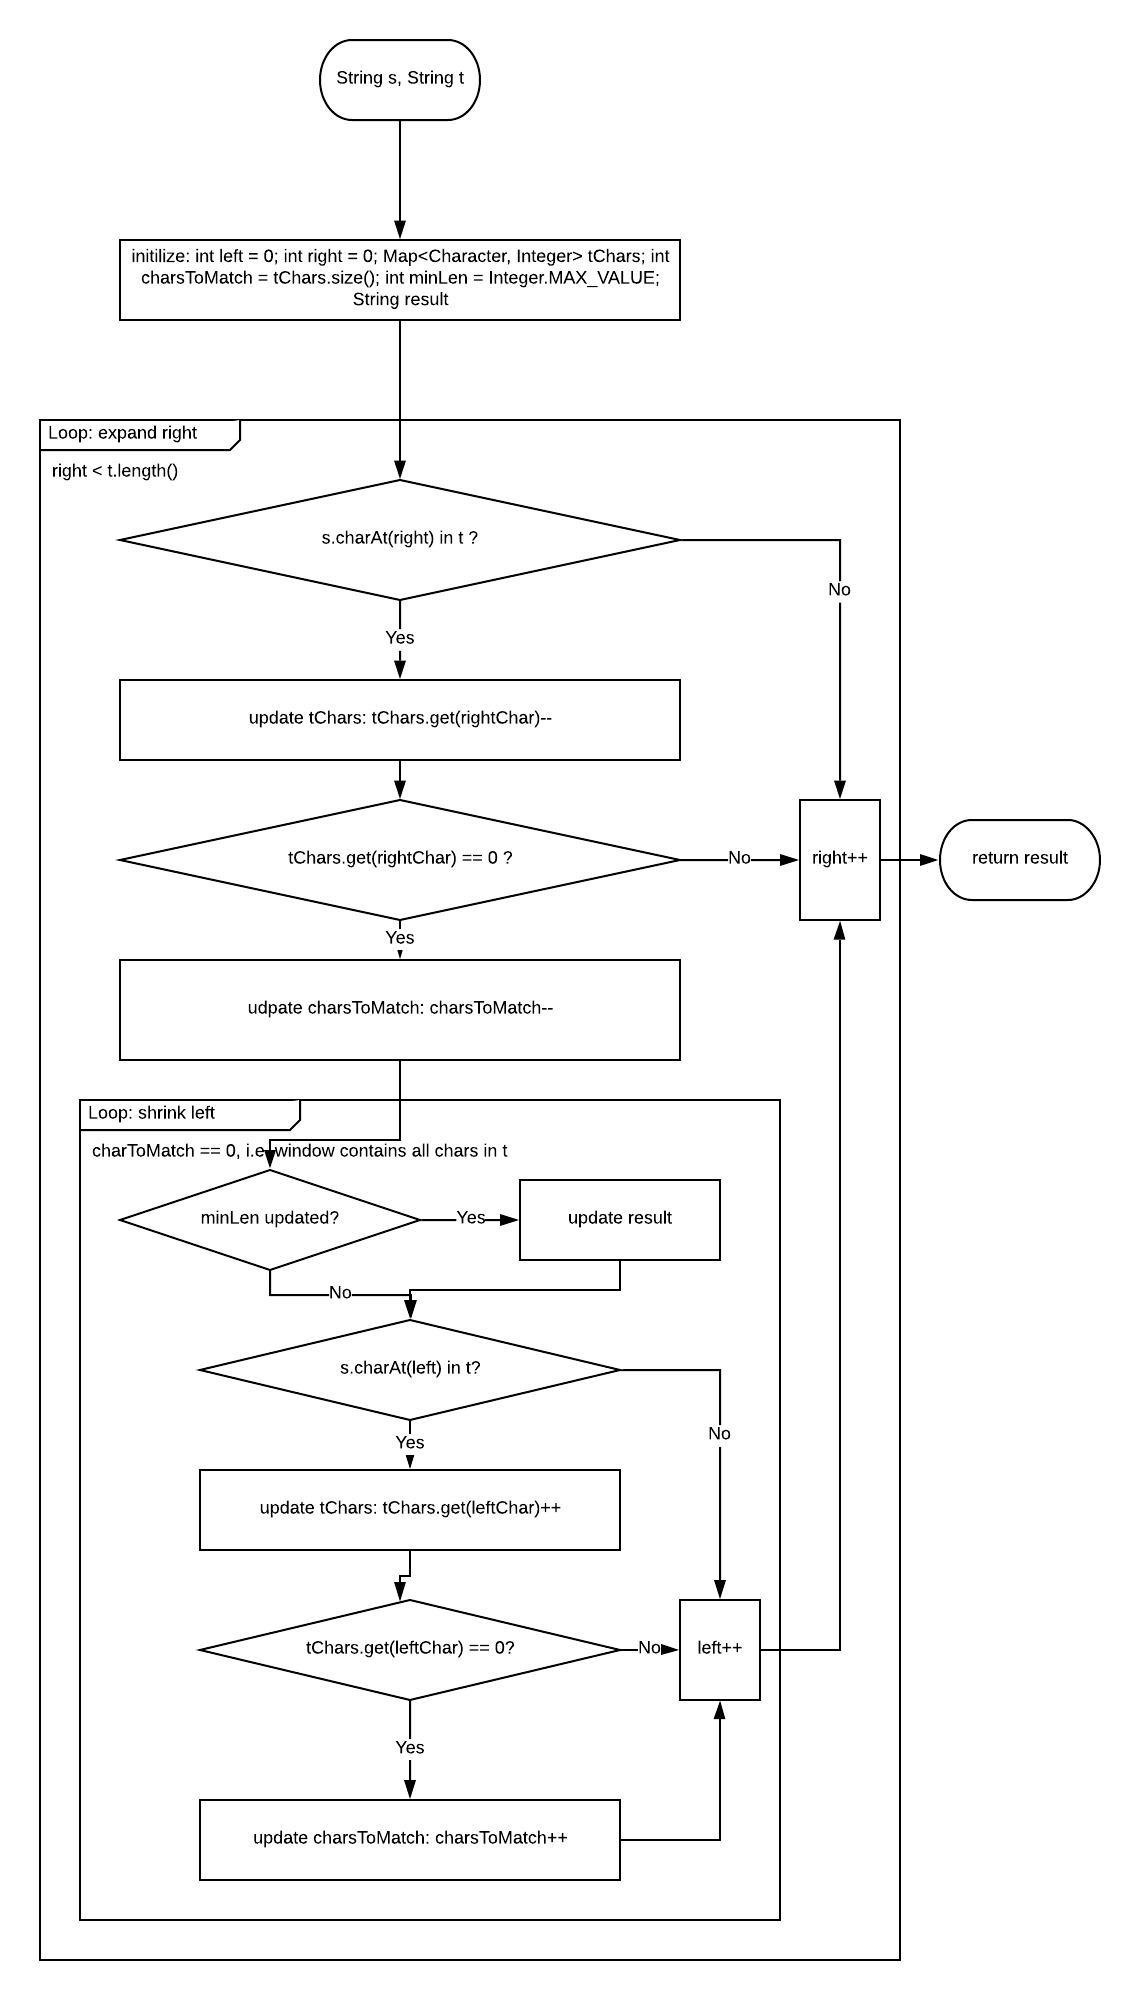 String s, String t
initilize: int left = 0; int right = 0; Map<Character, Integer> tChars; int
charsToMatch = tChars.size(); int minLen = Integer.MAX_VALUE;
String result
Loop: expand right
right < t.length()
s.charAt(right) in t ?
No
Yes
update tChars: tChars.get(rightChar)--
tChars.get(rightChar) == 0 ?
No
right++
return result
Yes
udpate charsToMatch: charsToMatch--
Loop: shrink left
charToMatch == 0, i.e. window contains all chars in t
minLen updated?
Yes
update result
No
s.charAt(left) in t?
No
Yes
update tChars: tChars.get(leftChar)++
tChars.get(leftChar) == 0?
No
left++
Yes
update charsToMatch: charsToMatch++